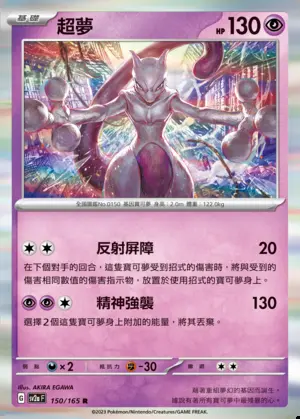 基礎 超夢 HP 130
全國圖鑑No.0150 基因寶可夢 身高：2.0m 體重：122.0kg
反射屏障 20
在下個對手的回合，這隻寶可夢受到招式的傷害時，將與受到的
傷害相同數值的傷害指示物，放置於使用招式的寶可夢身上。
精神強襲 130
選擇2個這隻寶可夢身上附加的能量，將其丟棄。
弱點 ×2 抵抗力 -30 撤退
illus. AKIRA EGAWA
G sv2a F 150/165 R
©2023 Pokémon/Nintendo/Creatures/GAME FREAK.